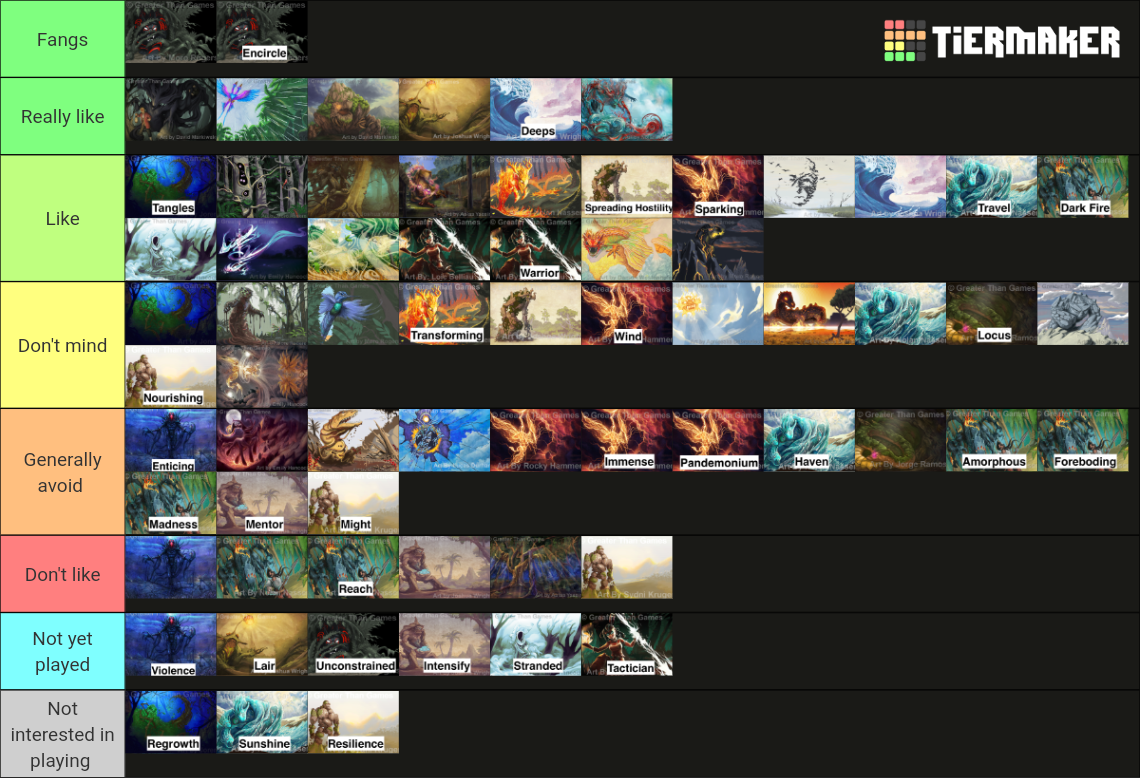 Fangs
Encircle
TIERMAKER
Really like
Deeps
Like
Tangles
Spreading Hostility
Sparking
Travel
Dark Fire
Warrior
Don't mind
Transforming
Wind
Locus
Nourishing
Generally
avoid
Enticing
Immense
Pandemonium
Haven
Amorphous
Foreboding
Madness
Mentor
Might
Don't like
Reach
Not yet
played
Violence
Lair
Unconstrained
Intensify
Stranded
Tactician
Not
interested in
playing
Regrowth
Sunshine
Resilience